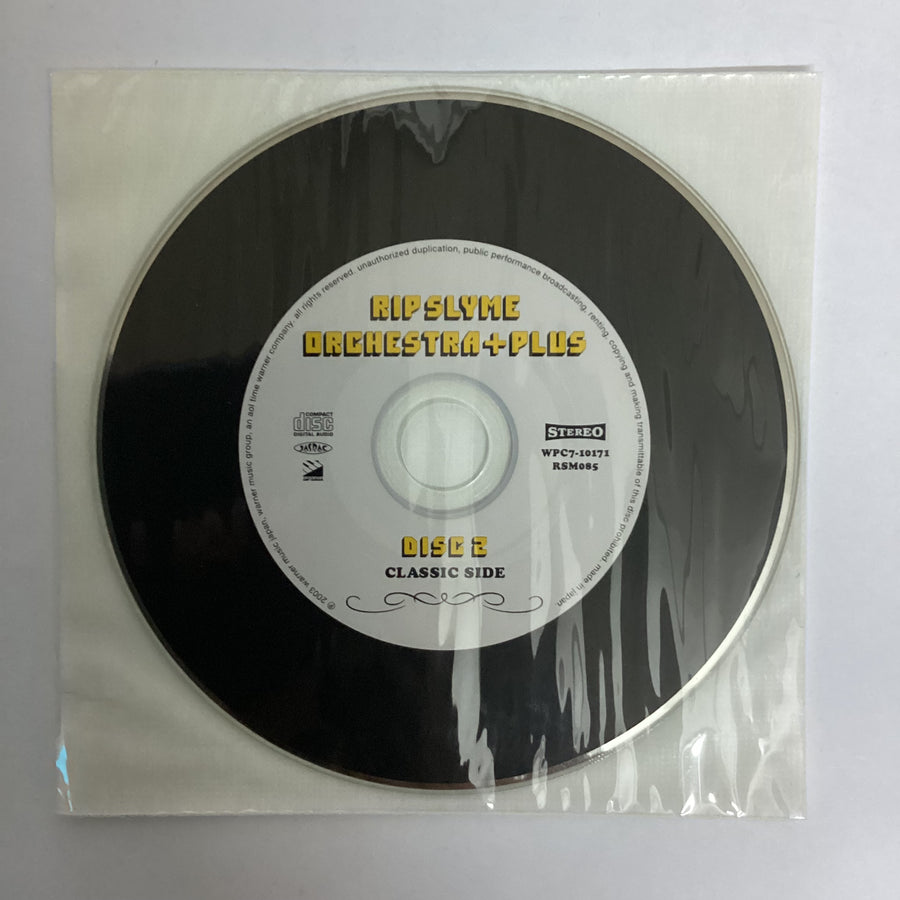 RIP SLYME
ORCHESTRA+PLUS
COMPACT
disc
DIGITAL AUDIO
JASRAC
STEREO
WPC7-10171
RSM085
DISC 2
CLASSIC SIDE
℗ 2003 warner music japan, warner music group, an aol time warner company. all rights reserved. unauthorized duplication, public performance broadcasting, renting, copying and making transmittable of this disc prohibited. made in japan